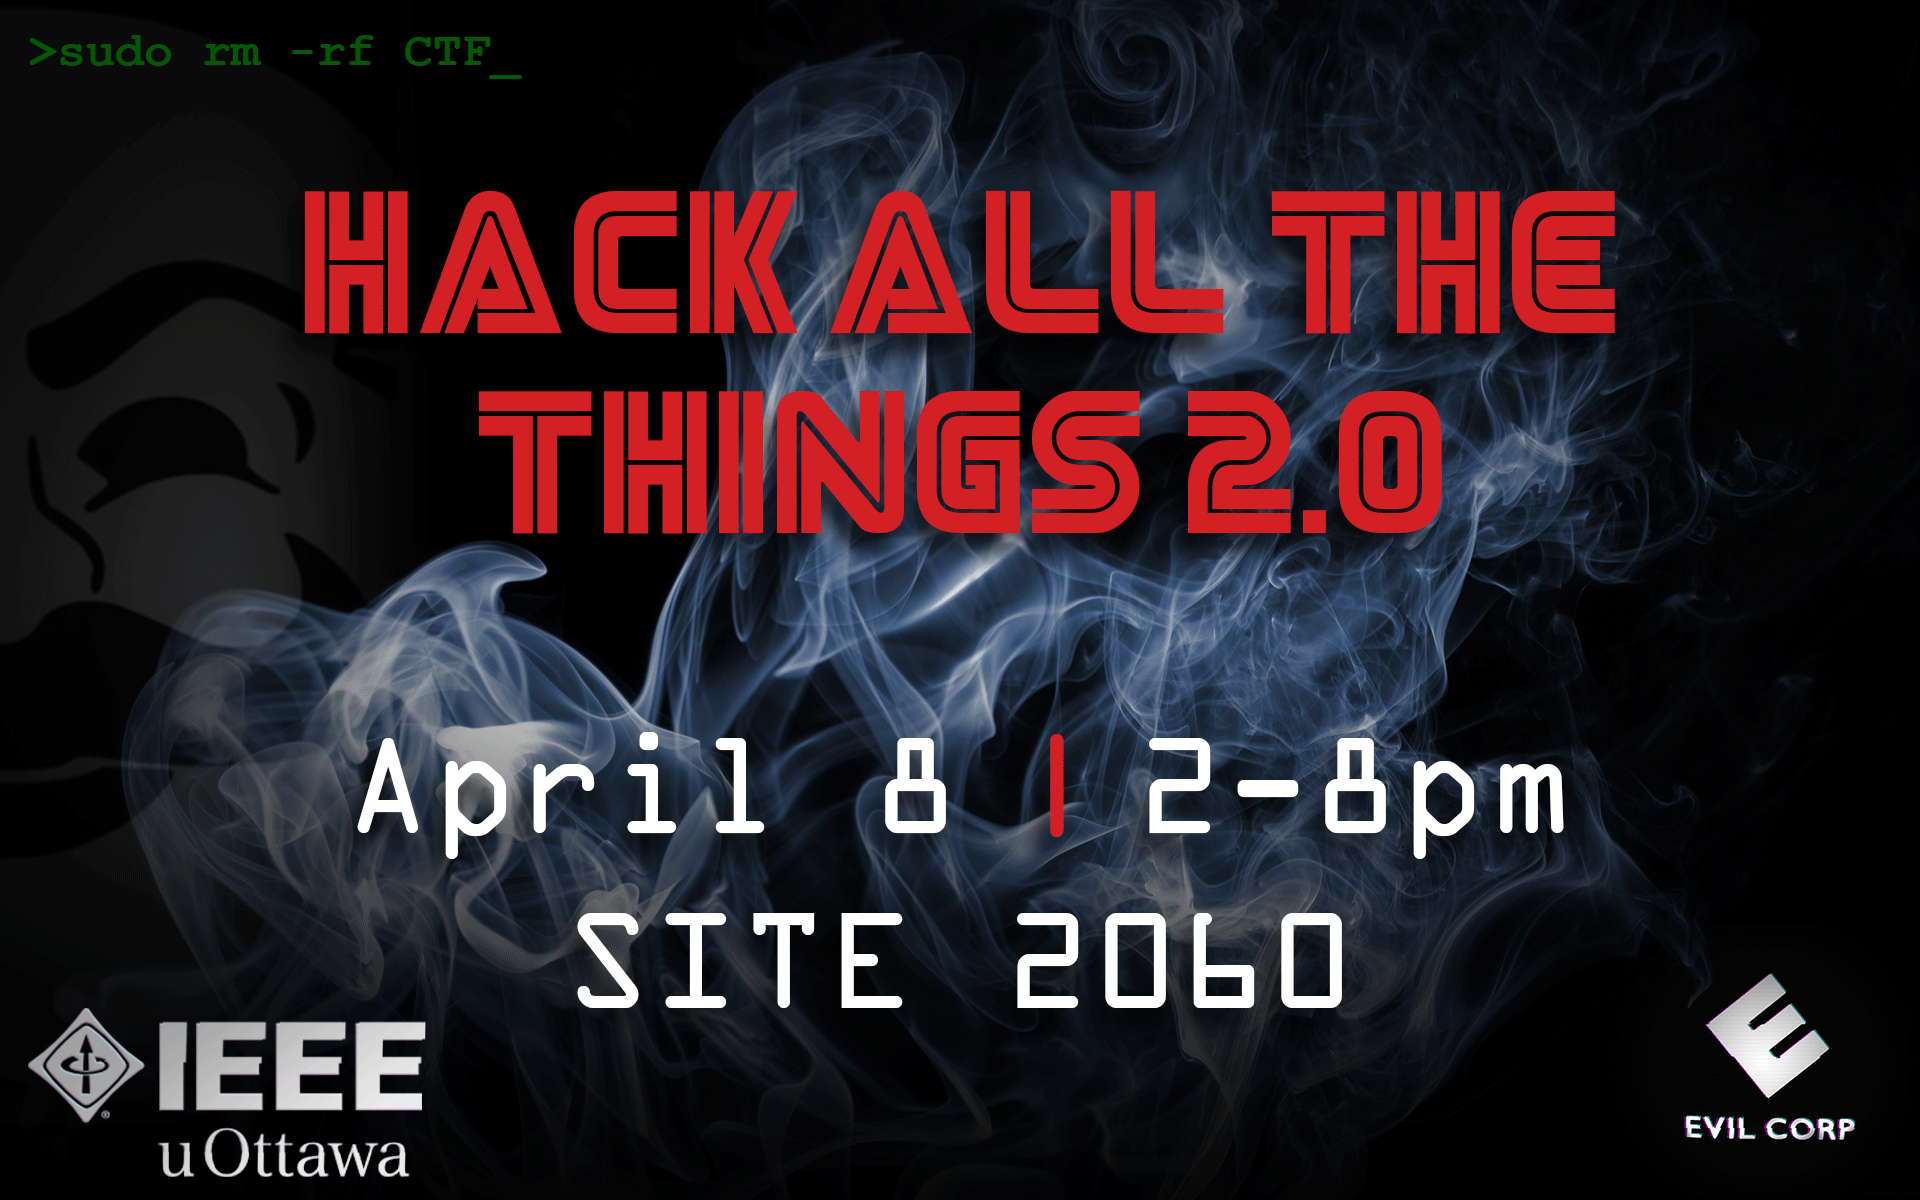 >sudo rm -rf CTF_
HACK ALL THE
THINGS 2.0
April 8 | 2-8pm
SITE 2060
IEEE
®
uOttawa
EVIL CORP